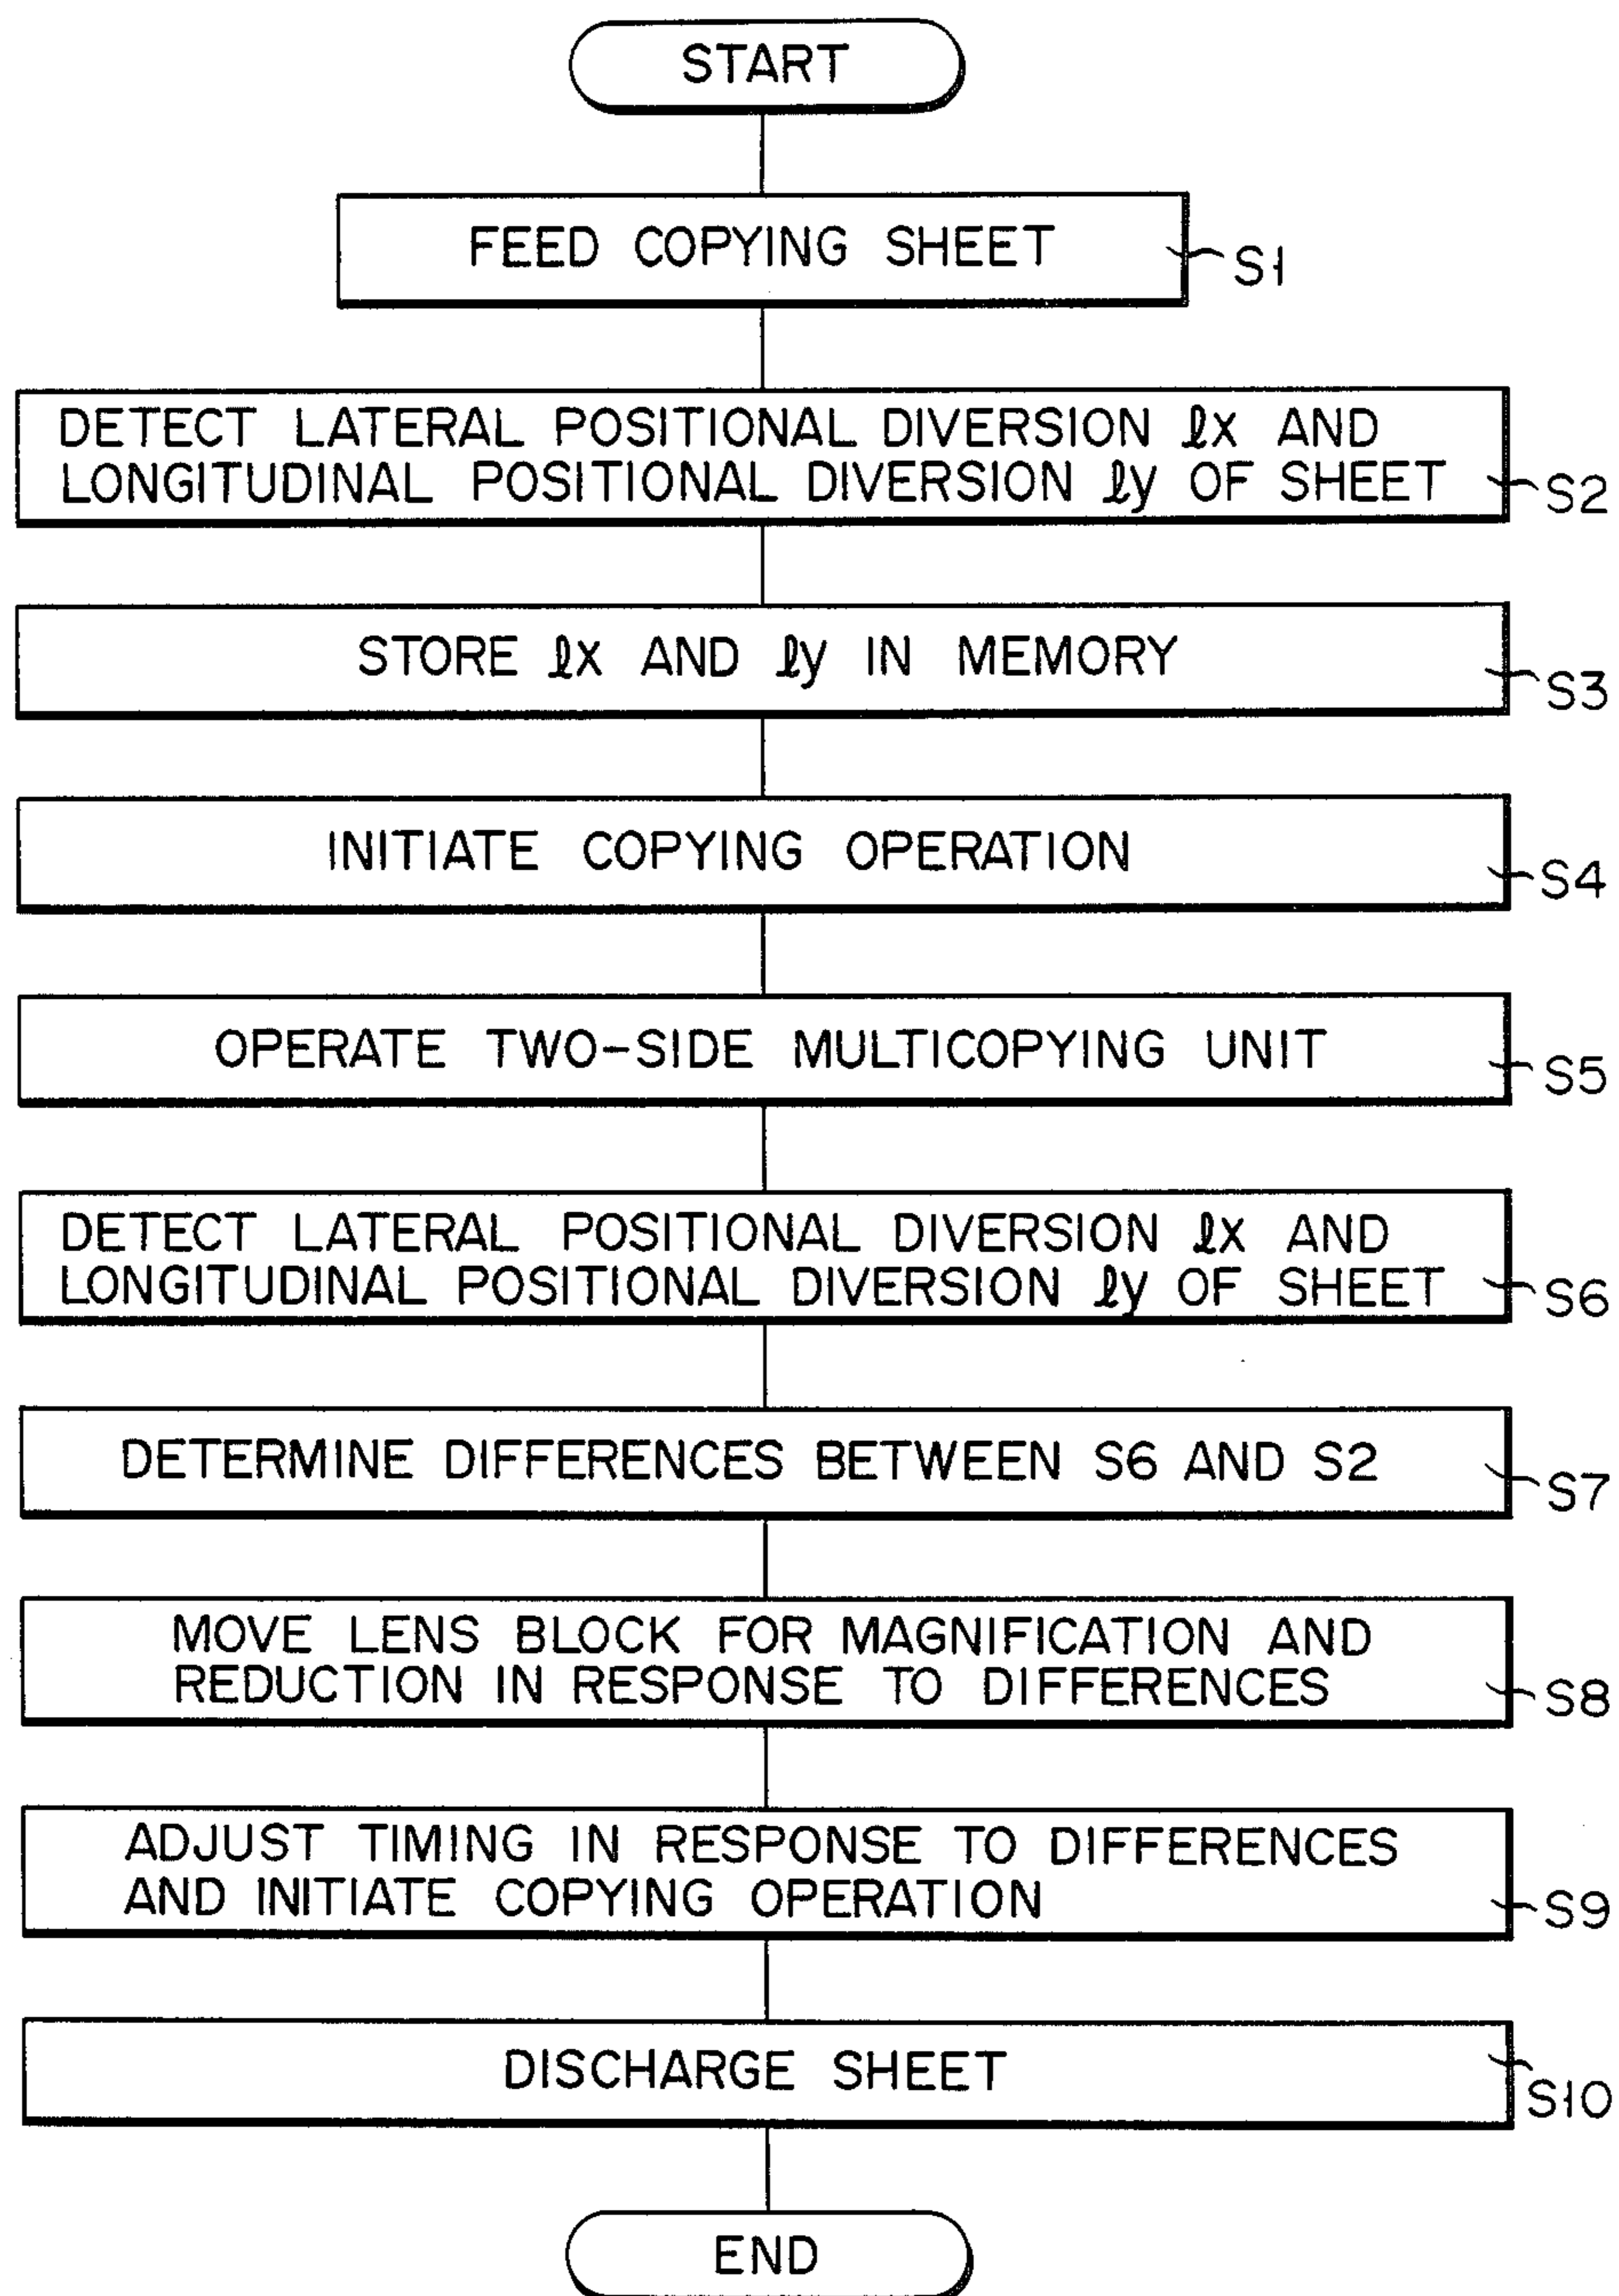 START
FEED COPYING SHEET
S1
DETECT LATERAL POSITIONAL DIVERSION ℓx AND
LONGITUDINAL POSITIONAL DIVERSION ℓy OF SHEET
S2
STORE ℓx AND ℓy IN MEMORY
S3
INITIATE COPYING OPERATION
S4
OPERATE TWO-SIDE MULTICOPYING UNIT
S5
DETECT LATERAL POSITIONAL DIVERSION ℓx AND
LONGITUDINAL POSITIONAL DIVERSION ℓy OF SHEET
S6
DETERMINE DIFFERENCES BETWEEN S6 AND S2
S7
MOVE LENS BLOCK FOR MAGNIFICATION AND
REDUCTION IN RESPONSE TO DIFFERENCES
S8
ADJUST TIMING IN RESPONSE TO DIFFERENCES
AND INITIATE COPYING OPERATION
S9
DISCHARGE SHEET
S10
END